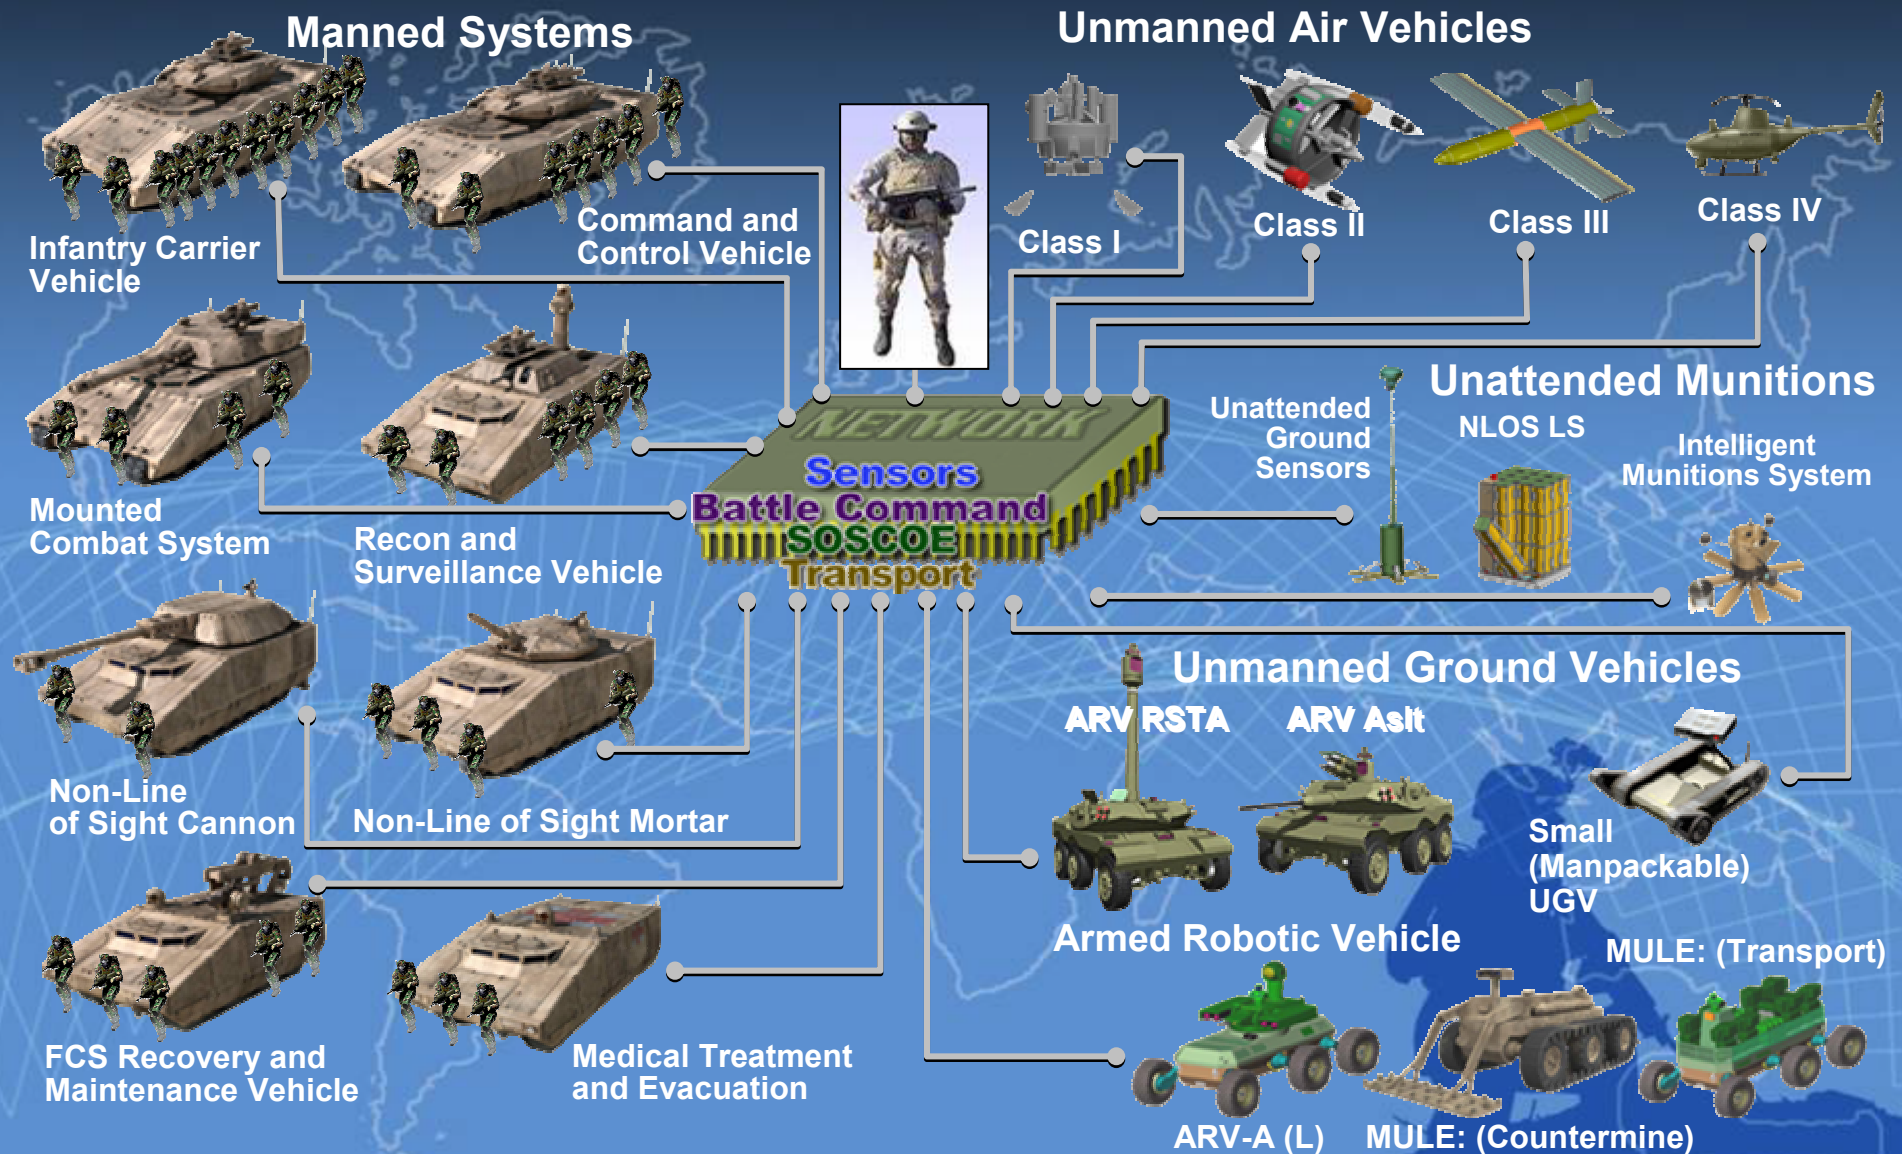 Manned Systems
Unmanned Air Vehicles
Infantry Carrier
Vehicle
Command and
Control Vehicle
Class I
Class II
Class III
Class IV
Mounted
Combat System
Recon and
Surveillance Vehicle
NETWORK
Sensors
Battle Command
SOSCOE
Transport
Unattended
Ground
Sensors
Unattended Munitions
NLOS LS
Intelligent
Munitions System
Non-Line
of Sight Cannon
Non-Line of Sight Mortar
Unmanned Ground Vehicles
ARV RSTA
ARV Aslt
Small
(Manpackable)
UGV
Armed Robotic Vehicle
MULE: (Transport)
FCS Recovery and
Maintenance Vehicle
Medical Treatment
and Evacuation
ARV-A (L)
MULE: (Countermine)